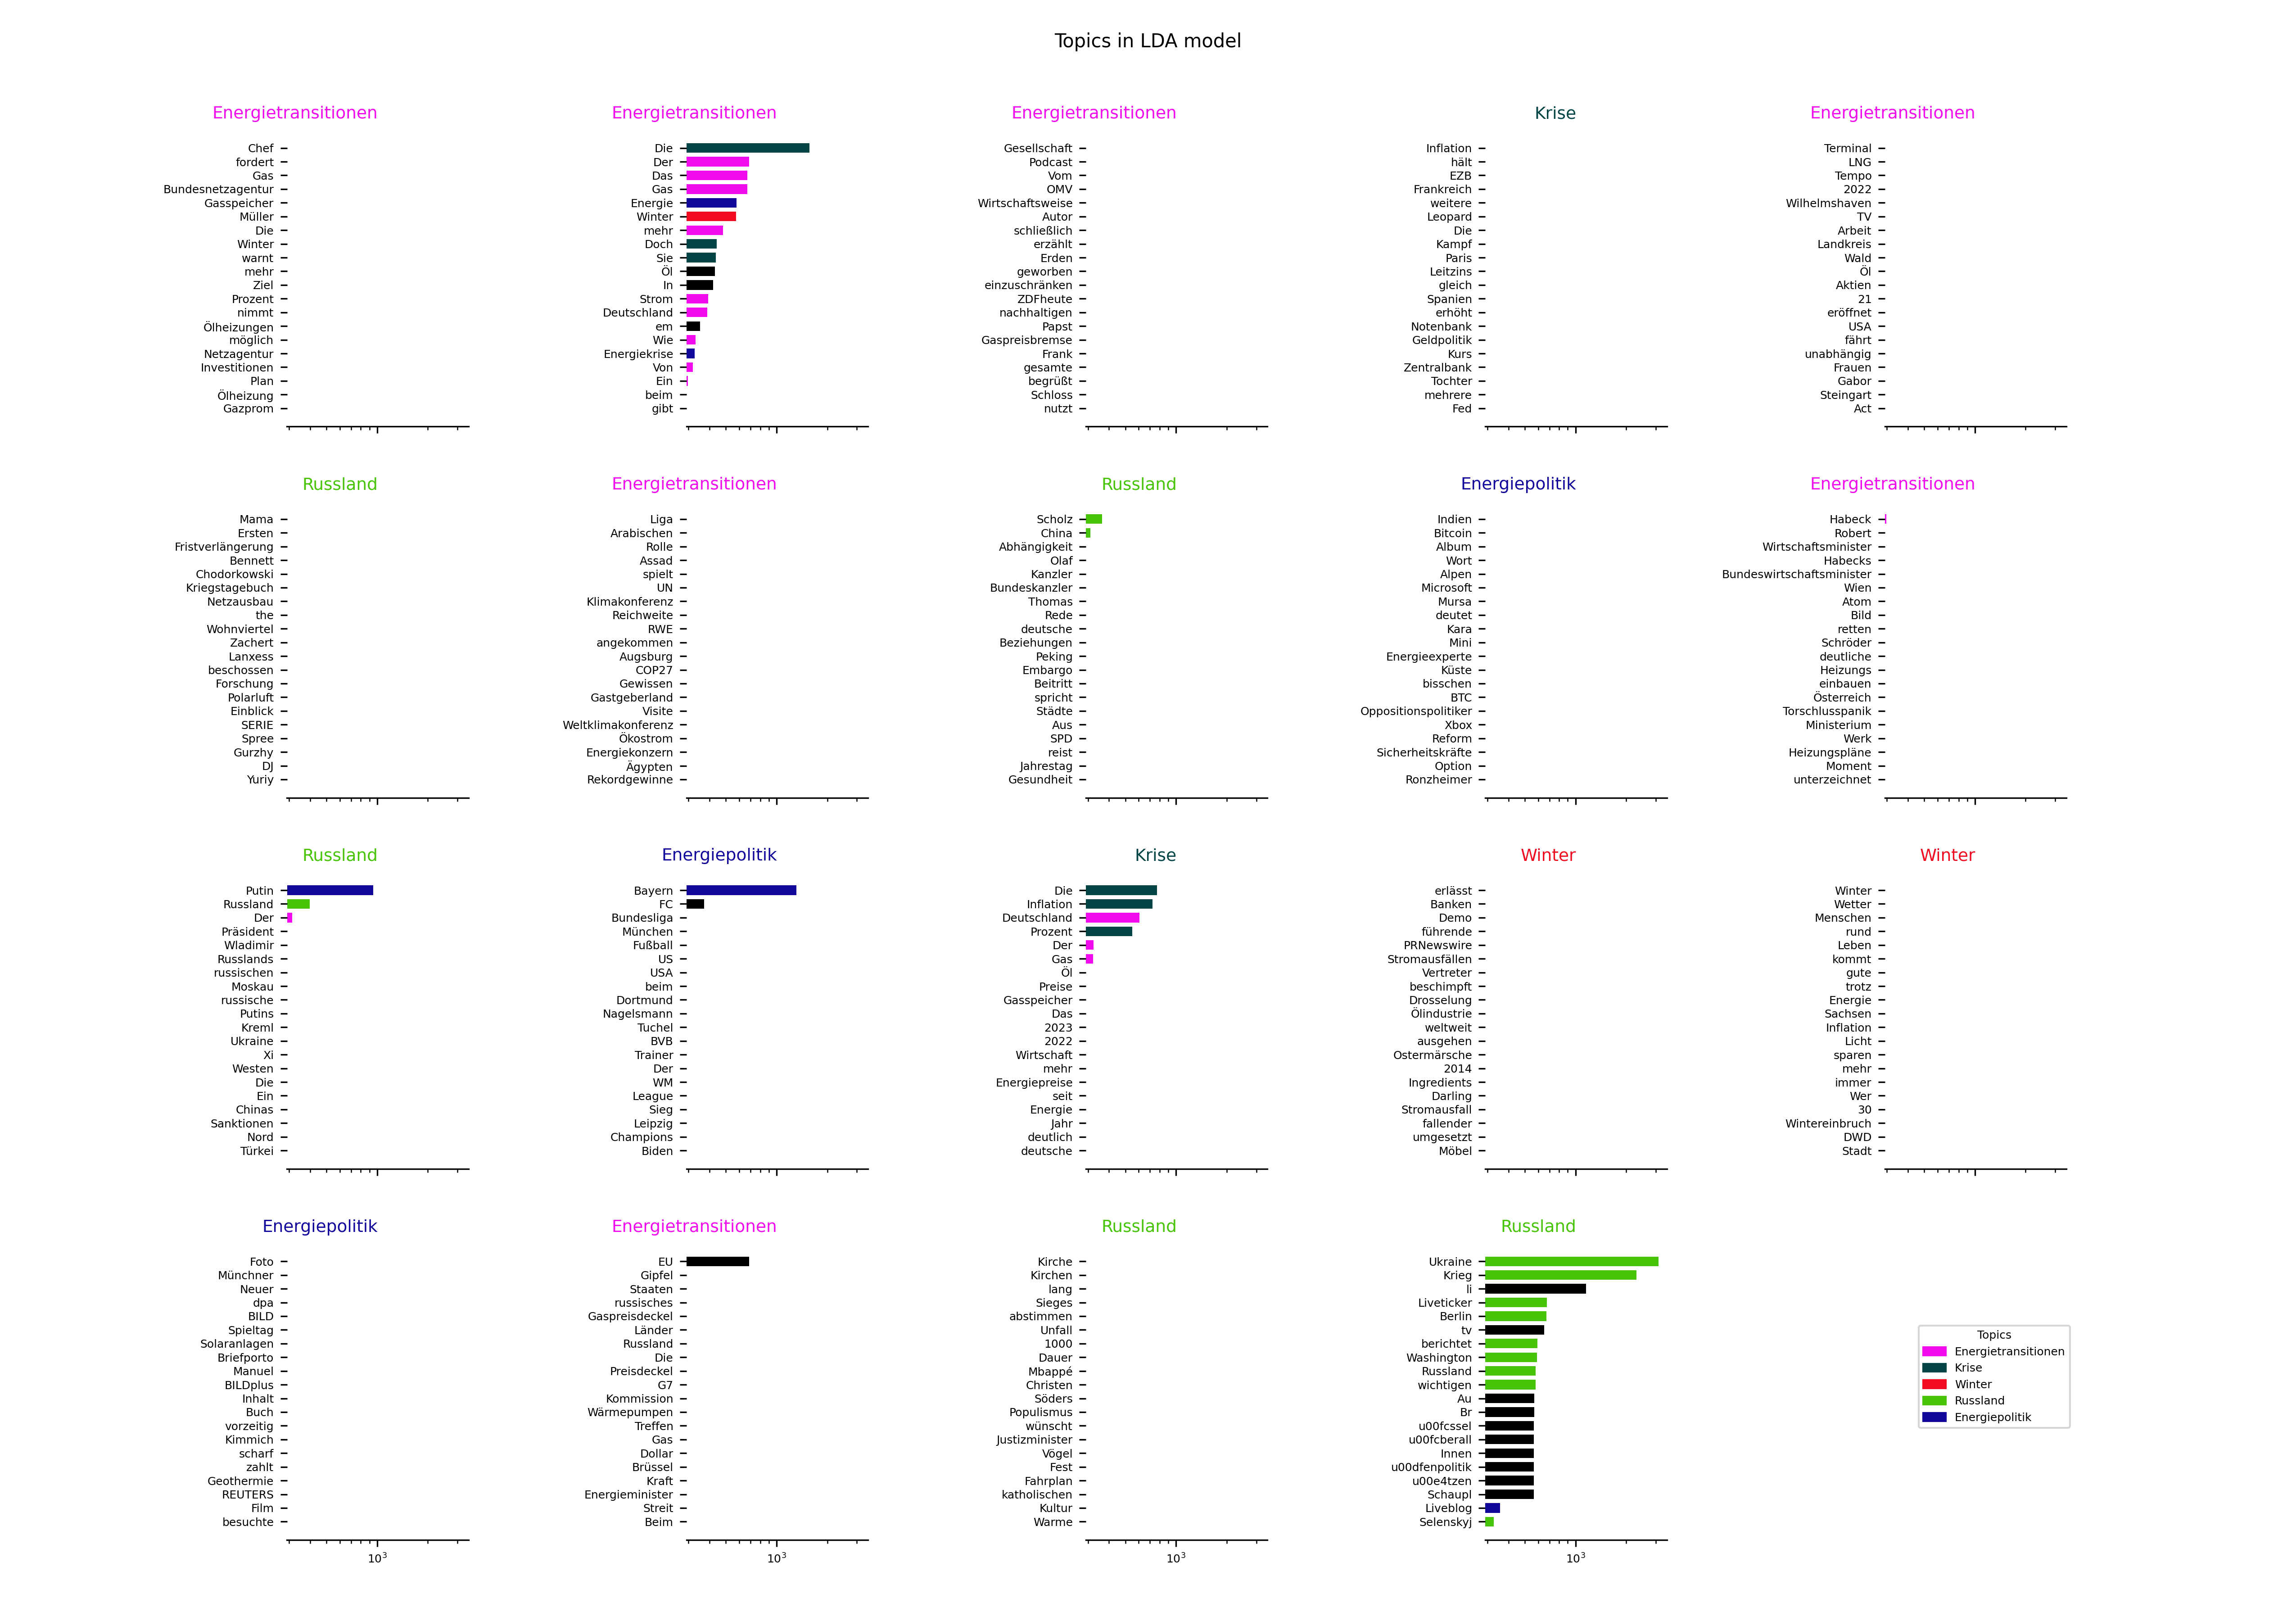 Topics in LDA model
Energietransitionen
Chef
fordert
Gas
Bundesnetzagentur
Gasspeicher
Müller
Die
Winter
warnt
mehr
Ziel
Prozent
nimmt
Ölheizungen
möglich
Netzagentur
Investitionen
Plan
Ölheizung
Gazprom
Energietransitionen
Die
Der
Das
Gas
Energie
Winter
mehr
Doch
Sie
Öl
In
Strom
Deutschland
em
Wie
Energiekrise
Von
Ein
beim
gibt
Energietransitionen
Gesellschaft
Podcast
Vom
OMV
Wirtschaftsweise
Autor
schließlich
erzählt
Erden
geworben
einzuschränken
ZDFheute
nachhaltigen
Papst
Gaspreisbremse
Frank
gesamte
begrüßt
Schloss
nutzt
Krise
Inflation
hält
EZB
Frankreich
weitere
Leopard
Die
Kampf
Paris
Leitzins
gleich
Spanien
erhöht
Notenbank
Geldpolitik
Kurs
Zentralbank
Tochter
mehrere
Fed
Energietransitionen
Terminal
LNG
Tempo
2022
Wilhelmshaven
TV
Arbeit
Landkreis
Wald
Öl
Aktien
21
eröffnet
USA
fährt
unabhängig
Frauen
Gabor
Steingart
Act
Russland
Mama
Ersten
Fristverlängerung
Bennett
Chodorkowski
Kriegstagebuch
Netzausbau
the
Wohnviertel
Zachert
Lanxess
beschossen
Forschung
Polarluft
Einblick
SERIE
Spree
Gurzhy
DJ
Yuriy
Energietransitionen
Liga
Arabischen
Rolle
Assad
spielt
UN
Klimakonferenz
Reichweite
RWE
angekommen
Augsburg
COP27
Gewissen
Gastgeberland
Visite
Weltklimakonferenz
Ökostrom
Energiekonzern
Ägypten
Rekordgewinne
Russland
Scholz
China
Abhängigkeit
Olaf
Kanzler
Bundeskanzler
Thomas
Rede
deutsche
Beziehungen
Peking
Embargo
Beitritt
spricht
Städte
Aus
SPD
reist
Jahrestag
Gesundheit
Energiepolitik
Indien
Bitcoin
Album
Wort
Alpen
Microsoft
Mursa
deutet
Kara
Mini
Energieexperte
Küste
bisschen
BTC
Oppositionspolitiker
Xbox
Reform
Sicherheitskräfte
Option
Ronzheimer
Energietransitionen
Habeck
Robert
Wirtschaftsminister
Habecks
Bundeswirtschaftsminister
Wien
Atom
Bild
retten
Schröder
deutliche
Heizungs
einbauen
Österreich
Torschlusspanik
Ministerium
Werk
Heizungspläne
Moment
unterzeichnet
Russland
Putin
Russland
Der
Präsident
Wladimir
Russlands
russischen
Moskau
russische
Putins
Kreml
Ukraine
Xi
Westen
Die
Ein
Chinas
Sanktionen
Nord
Türkei
Energiepolitik
Bayern
FC
Bundesliga
München
Fußball
US
USA
beim
Dortmund
Nagelsmann
Tuchel
BVB
Trainer
Der
WM
League
Sieg
Leipzig
Champions
Biden
Krise
Die
Inflation
Deutschland
Prozent
Der
Gas
Öl
Preise
Gasspeicher
Das
2023
2022
Wirtschaft
mehr
Energiepreise
seit
Energie
Jahr
deutlich
deutsche
Winter
erlässt
Banken
Demo
führende
PRNewswire
Stromausfällen
Vertreter
beschimpft
Drosselung
Ölindustrie
weltweit
ausgehen
Ostermärsche
2014
Ingredients
Darling
Stromausfall
fallender
umgesetzt
Möbel
Winter
Winter
Wetter
Menschen
rund
Leben
kommt
gute
trotz
Energie
Sachsen
Inflation
Licht
sparen
mehr
immer
Wer
30
Wintereinbruch
DWD
Stadt
Energiepolitik
Foto
Münchner
Neuer
dpa
BILD
Spieltag
Solaranlagen
Briefporto
Manuel
BILDplus
Inhalt
Buch
vorzeitig
Kimmich
scharf
zahlt
Geothermie
REUTERS
Film
besuchte
10³
Energietransitionen
EU
Gipfel
Staaten
russisches
Gaspreisdeckel
Länder
Russland
Die
Preisdeckel
G7
Kommission
Wärmepumpen
Treffen
Gas
Dollar
Brüssel
Kraft
Energieminister
Streit
Beim
10³
Russland
Kirche
Kirchen
lang
Sieges
abstimmen
Unfall
1000
Dauer
Mbappé
Christen
Söders
Populismus
wünscht
Justizminister
Vögel
Fest
Fahrplan
katholischen
Kultur
Warme
10³
Russland
Ukraine
Krieg
li
Liveticker
Berlin
tv
berichtet
Washington
Russland
wichtigen
Au
Br
u00fcssel
u00fcberall
Innen
u00dfenpolitik
u00e4tzen
Schaupl
Liveblog
Selenskyj
10³
Topics
Energietransitionen
Krise
Winter
Russland
Energiepolitik